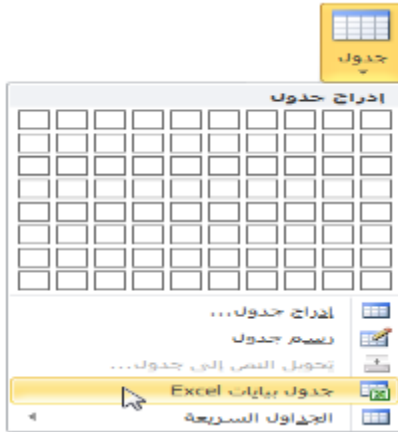 جدول
إدراج جدول
إدراج جدول...
رسم جدول
تحويل النص إلى جدول...
جدول بيانات Excel
الجداول السريعة